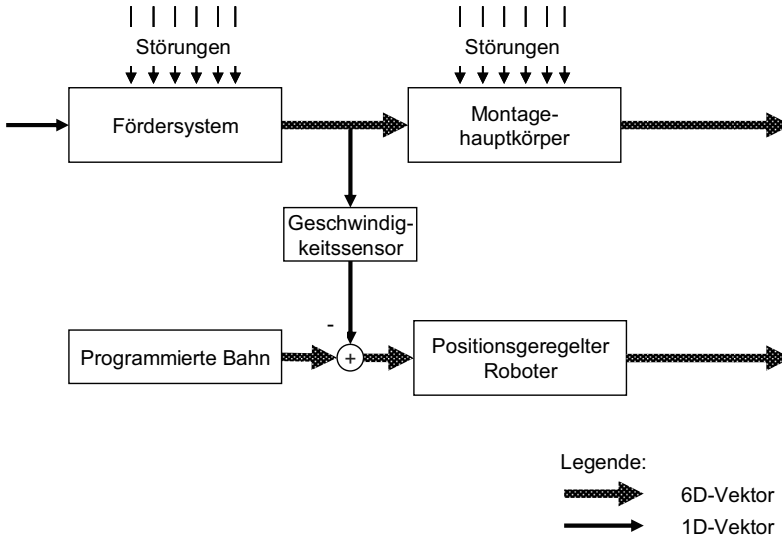 Störungen
Störungen
Fördersystem
Montage-
hauptkörper
Geschwindig-
keitssensor
-
Programmierte Bahn
+
Positionsgeregelter
Roboter
Legende:
6D-Vektor
1D-Vektor